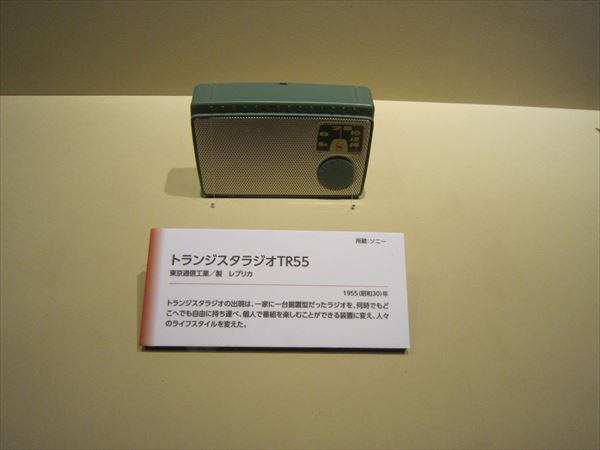 所蔵：ソニー
トランジスタラジオTR55
東京通信工業／製　レプリカ
1955（昭和30）年
トランジスタラジオの出現は、一家に一台据置型だったラジオを、何時でもど
こへでも自由に持ち運べ、個人で番組を楽しむことができる装置に変え、人々
のライフスタイルを変えた。